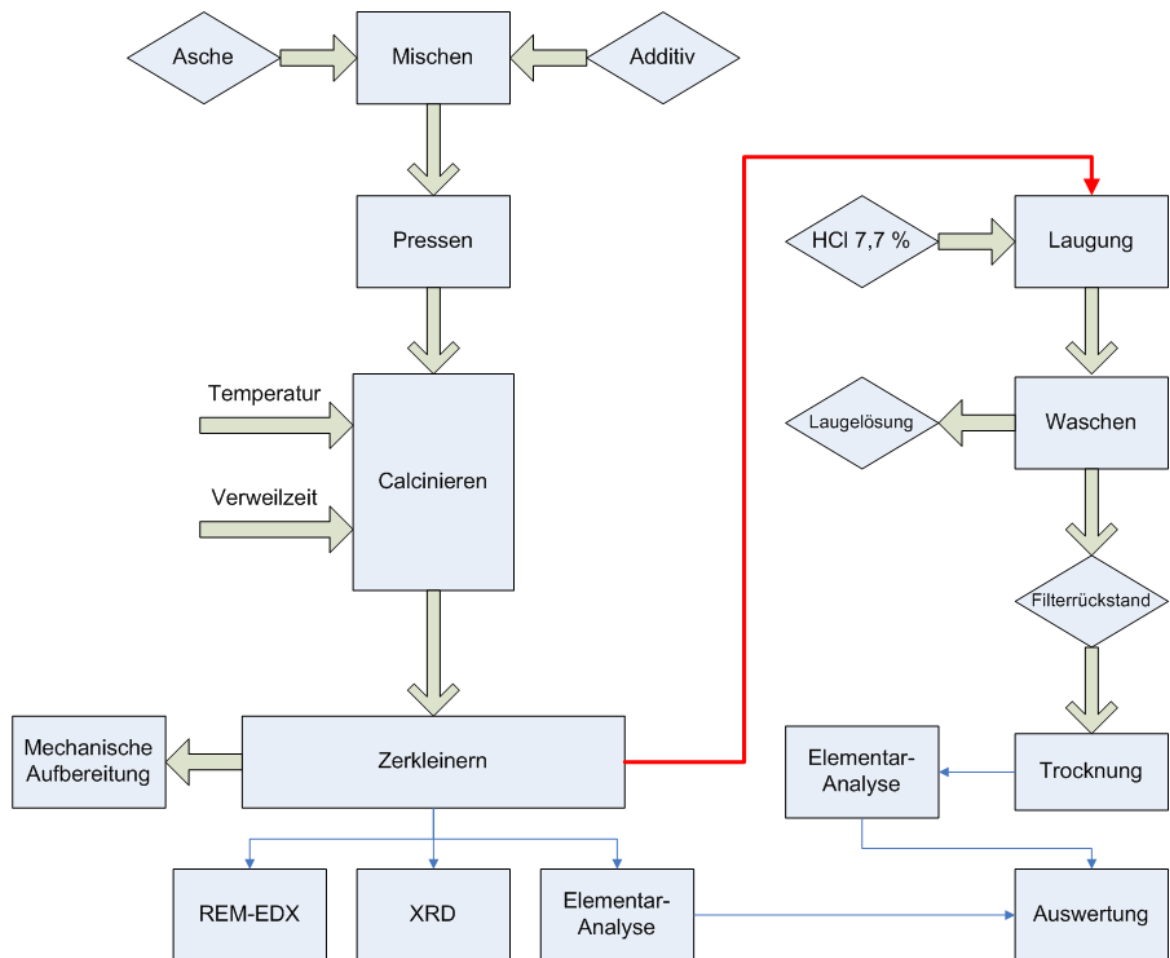 Asche
Mischen
Additiv
Pressen
HCl 7,7 %
Laugung
Temperatur
Verweilzeit
Calcinieren
Laugelösung
Waschen
Filterrückstand
Mechanische
Aufbereitung
Zerkleinern
Elementar-
Analyse
Trocknung
REM-EDX
XRD
Elementar-
Analyse
Auswertung